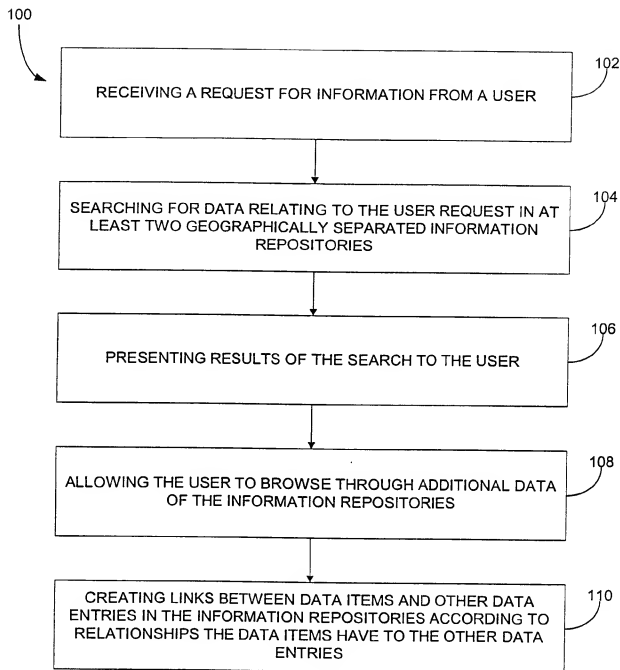 100
RECEIVING A REQUEST FOR INFORMATION FROM A USER
102
SEARCHING FOR DATA RELATING TO THE USER REQUEST IN AT
LEAST TWO GEOGRAPHICALLY SEPARATED INFORMATION
REPOSITORIES
104
PRESENTING RESULTS OF THE SEARCH TO THE USER
106
ALLOWING THE USER TO BROWSE THROUGH ADDITIONAL DATA
OF THE INFORMATION REPOSITORIES
108
CREATING LINKS BETWEEN DATA ITEMS AND OTHER DATA
ENTRIES IN THE INFORMATION REPOSITORIES ACCORDING TO
RELATIONSHIPS THE DATA ITEMS HAVE TO THE OTHER DATA
ENTRIES
110